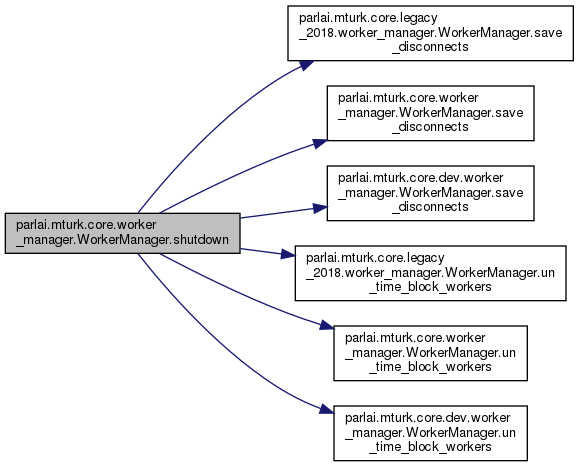 parlai.mturk.core.legacy
_2018.worker_manager.WorkerManager.save
_disconnects
parlai.mturk.core.worker
_manager.WorkerManager.save
_disconnects
parlai.mturk.core.dev.worker
_manager.WorkerManager.save
_disconnects
parlai.mturk.core.worker
_manager.WorkerManager.shutdown
parlai.mturk.core.legacy
_2018.worker_manager.WorkerManager.un
_time_block_workers
parlai.mturk.core.worker
_manager.WorkerManager.un
_time_block_workers
parlai.mturk.core.dev.worker
_manager.WorkerManager.un
_time_block_workers